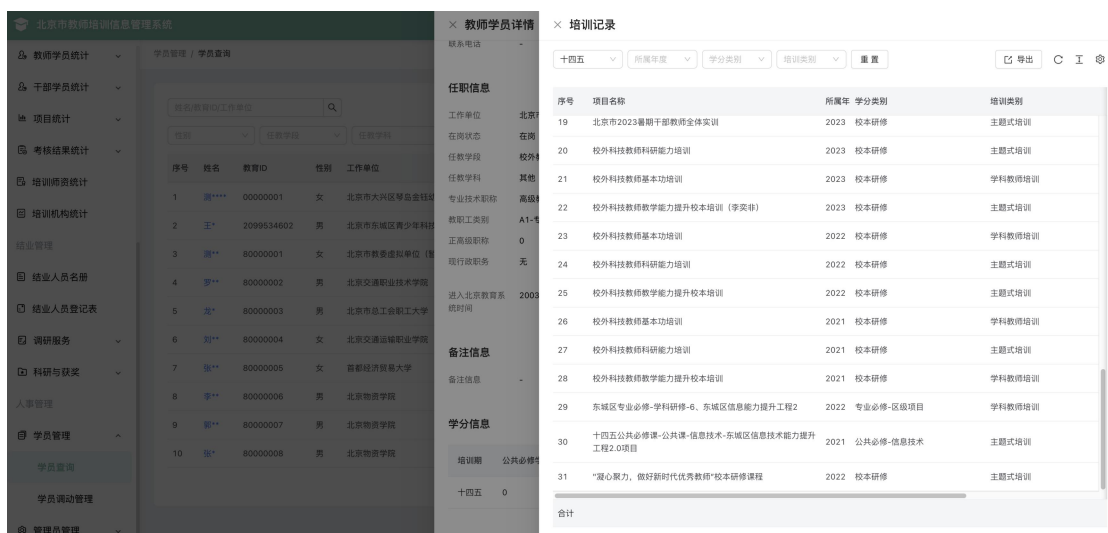 北京市教师培训信息管理系统
教师学员统计
干部学员统计
项目统计
考核结果统计
培训师资统计
培训机构统计
结业管理
结业人员名册
结业人员登记表
调研服务
科研与获奖
人事管理
学员管理
学员查询
学员调动管理
管理员管理
学员管理 / 学员查询
姓名/教育ID/工作单位
性别 任教学段 任教学科
序号 姓名 教育ID 性别 工作单位
1 测**** 00000001 女 北京市大兴区琴岛金钰幼
2 王* 2099534602 男 北京市东城区青少年科技
3 测** 80000001 女 北京市教委虚拟单位
4 罗** 80000002 男 北京交通职业技术学院
5 龙* 80000003 男 北京市总工会职工大学
6 刘** 80000004 女 北京交通运输职业学院
7 张** 80000005 女 首都经济贸易大学
8 李** 80000006 男 北京物资学院
9 郭** 80000007 男 北京物资学院
10 张* 80000008 男 北京物资学院
× 教师学员详情
联系电话 -
任职信息
工作单位 北京市
在岗状态 在岗
任教学段 校外教
任教学科 其他
专业技术职称 高级教
教职工类别 A1-专
正高级职称 0
现行政职务 无
进入北京教育系 2003
统时间
备注信息
备注信息 -
学分信息
培训期 公共必修学
十四五 0
× 培训记录
十四五 所属年度 学分类别 培训类别 重置 导出
序号 项目名称 所属年 学分类别 培训类别
19 北京市2023暑期干部教师全体实训 2023 校本研修 主题式培训
20 校外科技教师科研能力培训 2023 校本研修 主题式培训
21 校外科技教师基本功培训 2023 校本研修 学科教师培训
22 校外科技教师教学能力提升校本培训（李奕非） 2023 校本研修 主题式培训
23 校外科技教师基本功培训 2022 校本研修 学科教师培训
24 校外科技教师科研能力培训 2022 校本研修 主题式培训
25 校外科技教师教学能力提升校本培训 2022 校本研修 主题式培训
26 校外科技教师基本功培训 2021 校本研修 学科教师培训
27 校外科技教师科研能力培训 2021 校本研修 主题式培训
28 校外科技教师教学能力提升校本培训 2021 校本研修 学科教师培训
29 东城区专业必修-学科研修-6、东城区信息能力提升工程2 2022 专业必修-区级项目 学科教师培训
30 十四五公共必修课-公共课-信息技术-东城区信息技术能力提升 2021 公共必修-信息技术 主题式培训
工程2.0项目
31 “凝心聚力，做好新时代优秀教师”校本研修课程 2022 校本研修 主题式培训
合计